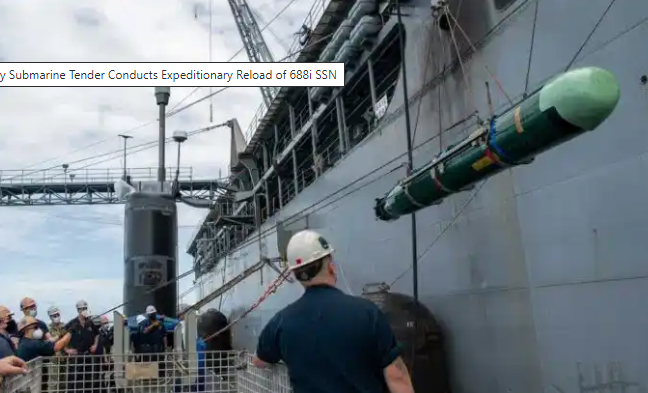 y Submarine Tender Conducts Expeditionary Reload of 688i SSN